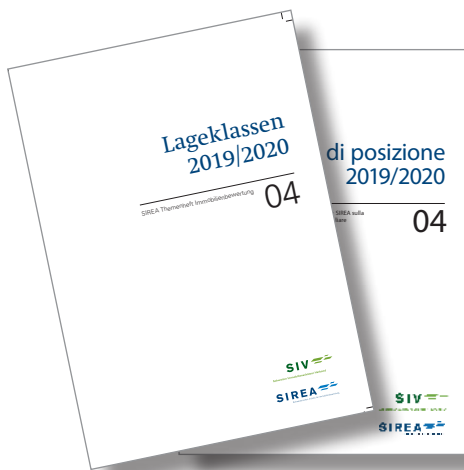 Lageklassen
2019/2020
SIREA Themenheft Immobilienbewertung
04
SIV
SIREA
di posizione
2019/2020
SIREA sulla
04
SIV
SIREA